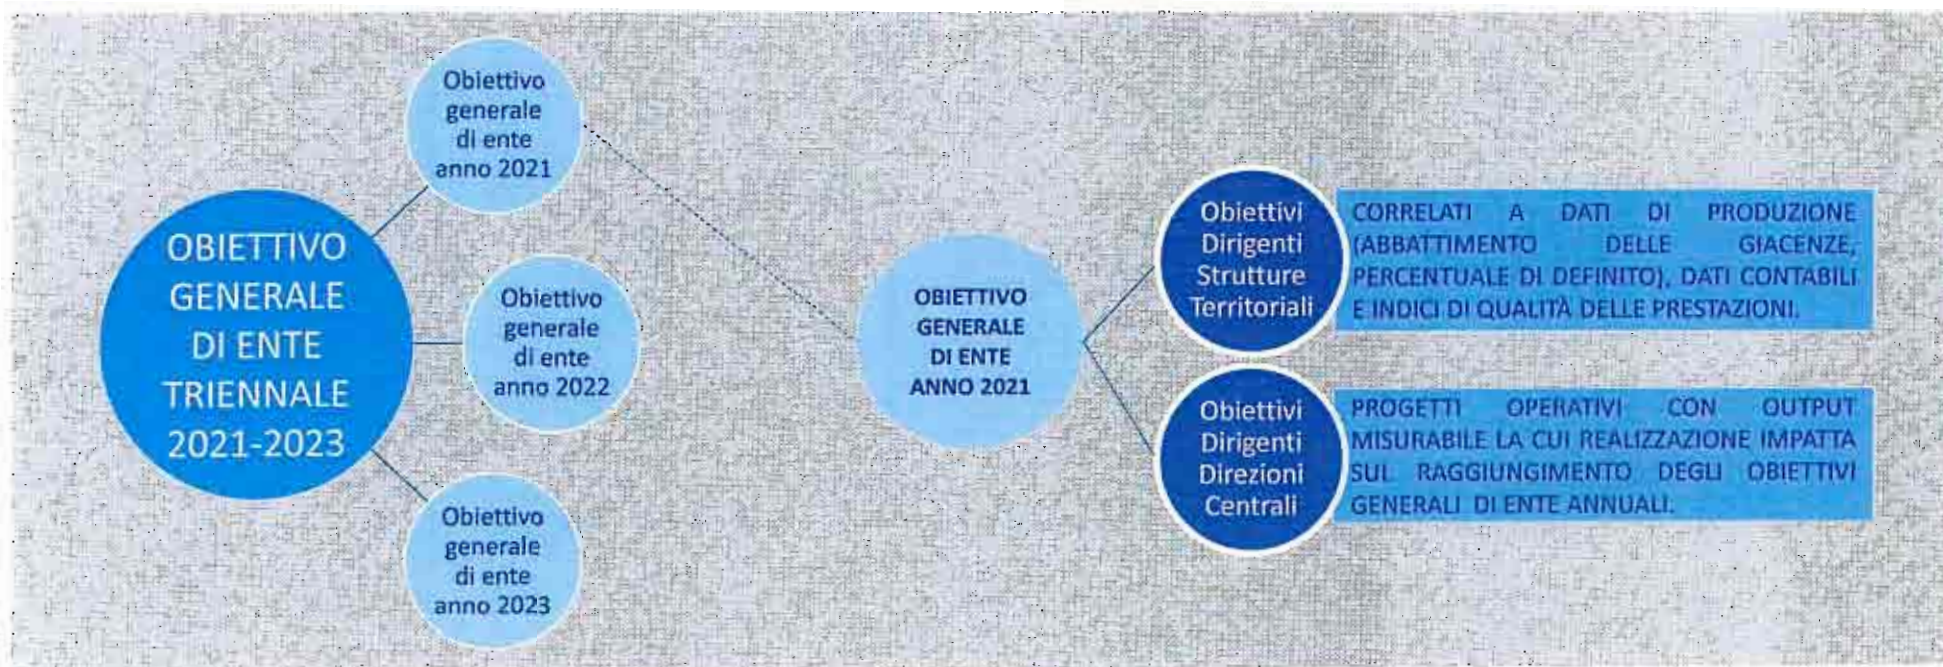 OBIETTIVO
GENERALE
DI ENTE
TRIENNALE
2021-2023
Obiettivo
generale
di ente
anno 2021
Obiettivo
generale
di ente
anno 2022
Obiettivo
generale
di ente
anno 2023
OBIETTIVO
GENERALE
DI ENTE
ANNO 2021
Obiettivi
Dirigenti
Strutture
Territoriali
CORRELATI A DATI DI PRODUZIONE
(ABBATTIMENTO DELLE GIACENZE,
PERCENTUALE DI DEFINITO), DATI CONTABILI
E INDICI DI QUALITÀ DELLE PRESTAZIONI.
Obiettivi
Dirigenti
Direzioni
Centrali
PROGETTI OPERATIVI CON OUTPUT
MISURABILE LA CUI REALIZZAZIONE IMPATTA
SUL RAGGIUNGIMENTO DEGLI OBIETTIVI
GENERALI DI ENTE ANNUALI.